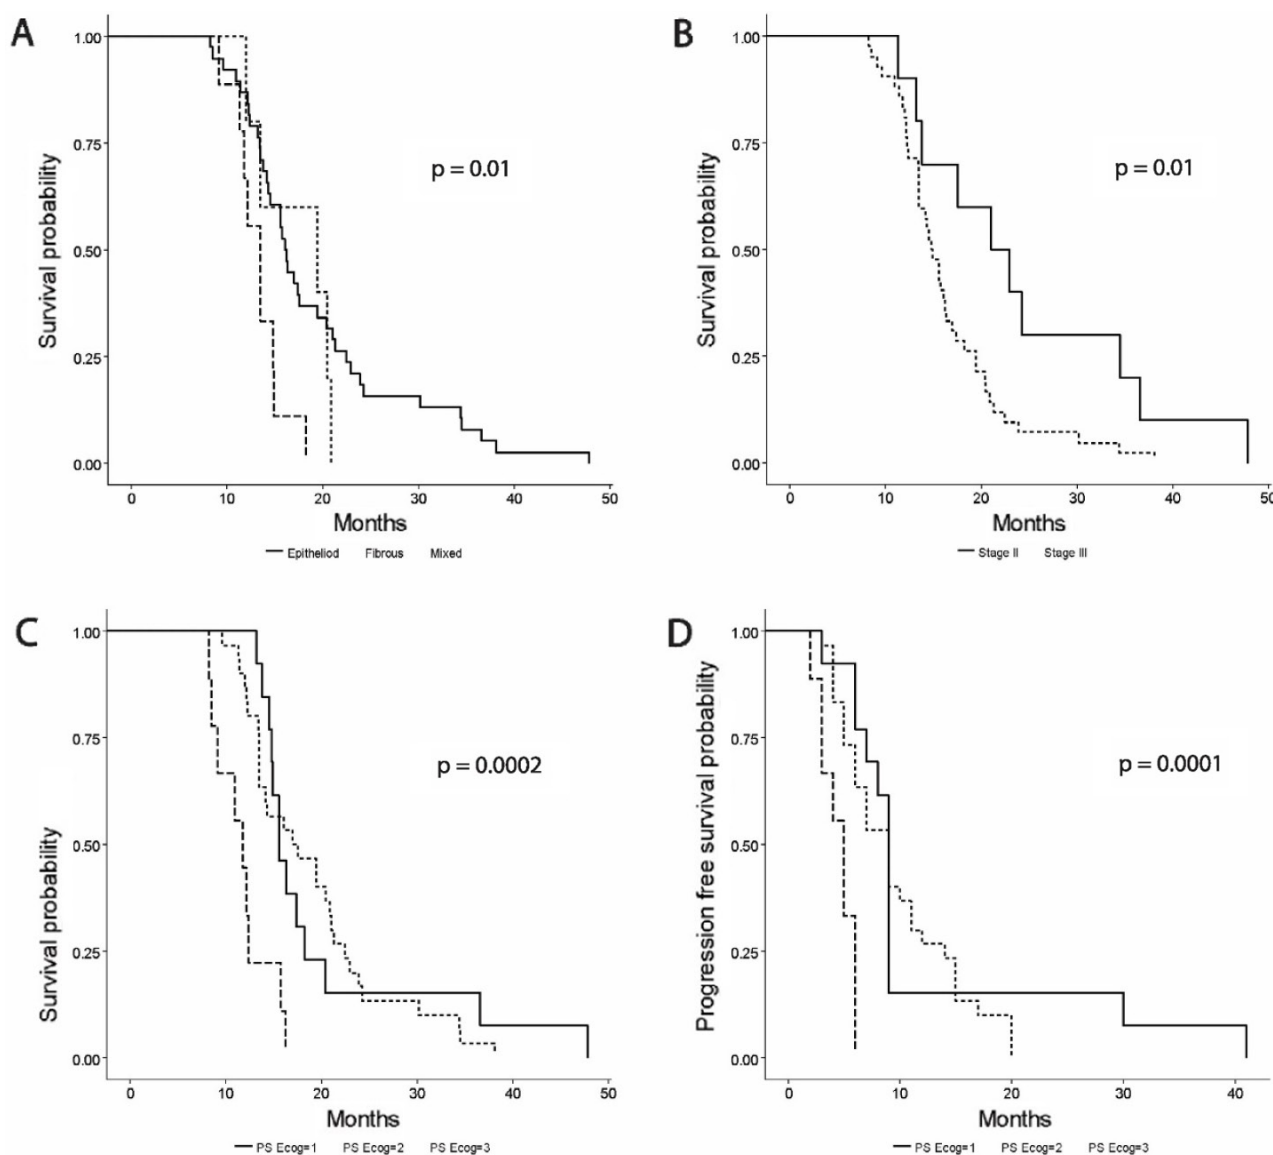 A
1.00
0.75
0.50
0.25
0.00
Survival probability
p = 0.01
0 10 20 30 40 50
Months
Epitheliod Fibrous Mixed
B
1.00
0.75
0.50
0.25
0.00
Survival probability
p = 0.01
0 10 20 30 40 50
Months
Stage II Stage III
C
1.00
0.75
0.50
0.25
0.00
Survival probability
p = 0.0002
0 10 20 30 40 50
Months
PS Ecog=1 PS Ecog=2 PS Ecog=3
D
1.00
0.75
0.50
0.25
0.00
Progression free survival probability
p = 0.0001
0 10 20 30 40
Months
PS Ecog=1 PS Ecog=2 PS Ecog=3